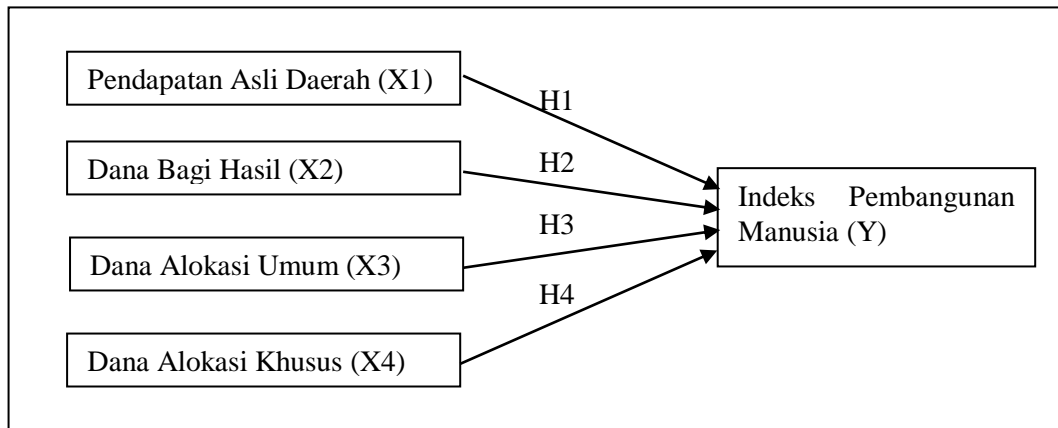 Pendapatan Asli Daerah (X1)
H1
Dana Bagi Hasil (X2)
H2
Indeks Pembangunan
Manusia (Y)
H3
Dana Alokasi Umum (X3)
H4
Dana Alokasi Khusus (X4)